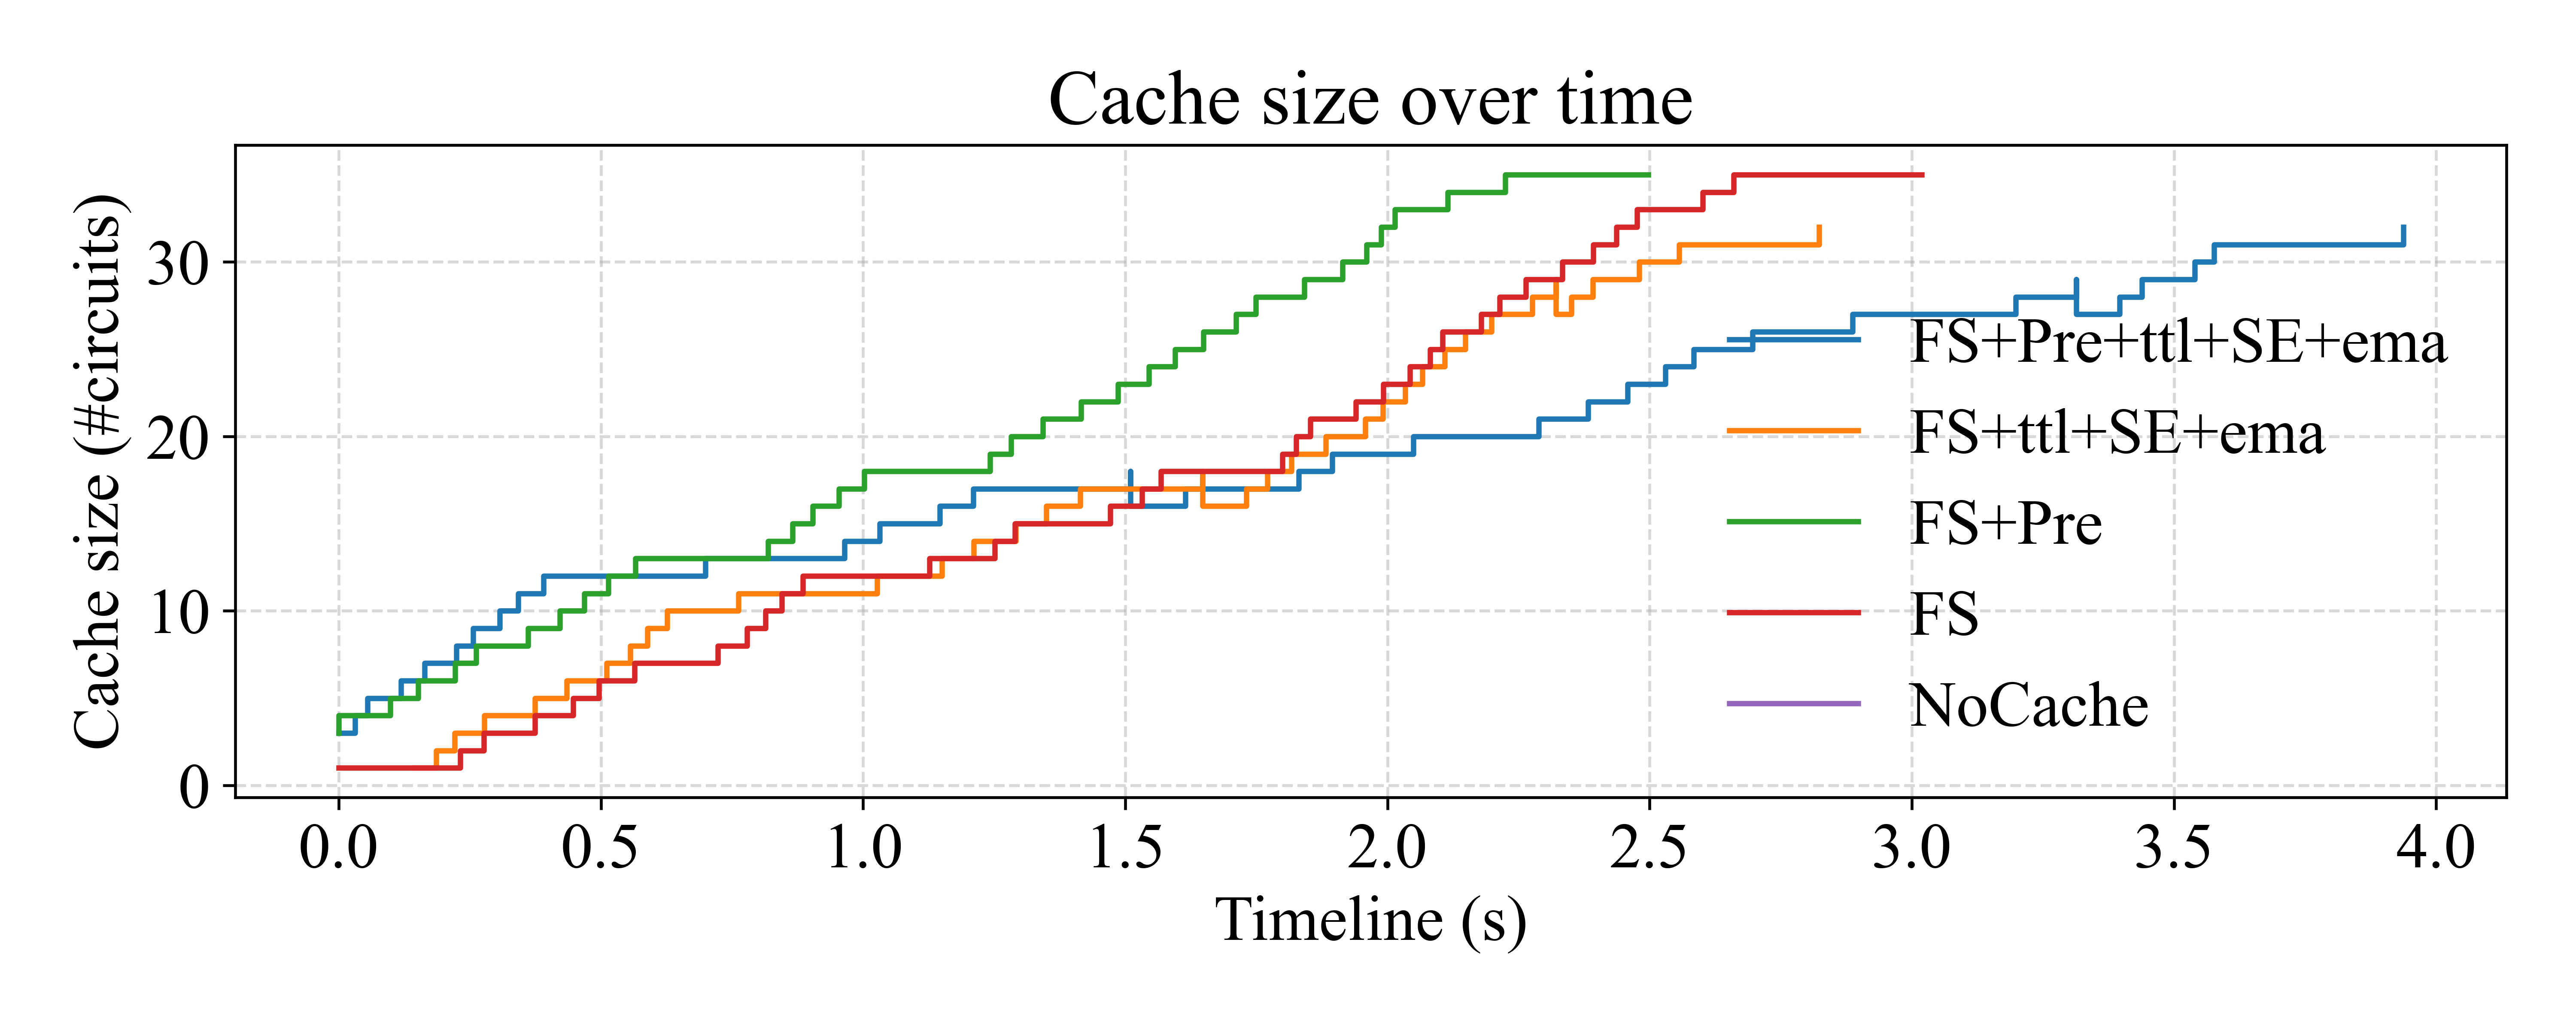 Cache size over time
Cache size (#circuits)
30
20
10
0
FS+Pre+ttl+SE+ema
FS+ttl+SE+ema
FS+Pre
FS
NoCache
0.0 0.5 1.0 1.5 2.0 2.5 3.0 3.5 4.0
Timeline (s)